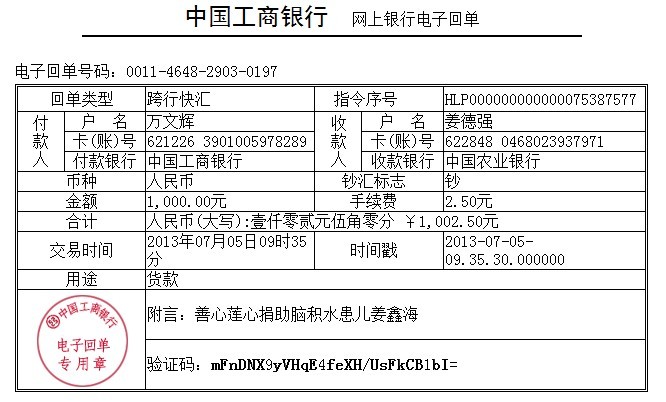 中国工商银行 网上银行电子回单
电子回单号码：0011-4648-2903-0197
回单类型 跨行快汇 指令序号 HLP000000000000075387577
付款人 户 名 万文辉 收款人 户 名 姜德强
卡(账)号 621226 3901005978289 卡(账)号 622848 0468023937971
付款银行 中国工商银行 收款银行 中国农业银行
币种 人民币 钞汇标志 钞
金额 1,000.00元 手续费 2.50元
合计 人民币(大写):壹仟零贰元伍角零分 ￥1,002.50元
交易时间 2013年07月05日09时35分 时间戳 2013-07-05-09.35.30.000000
用途 货款
中国工商银行
电子回单
专用章
附言：善心莲心捐助脑积水患儿姜鑫海
验证码：mFnDNX9yVHqE4feXH/UsFkCB1bI=